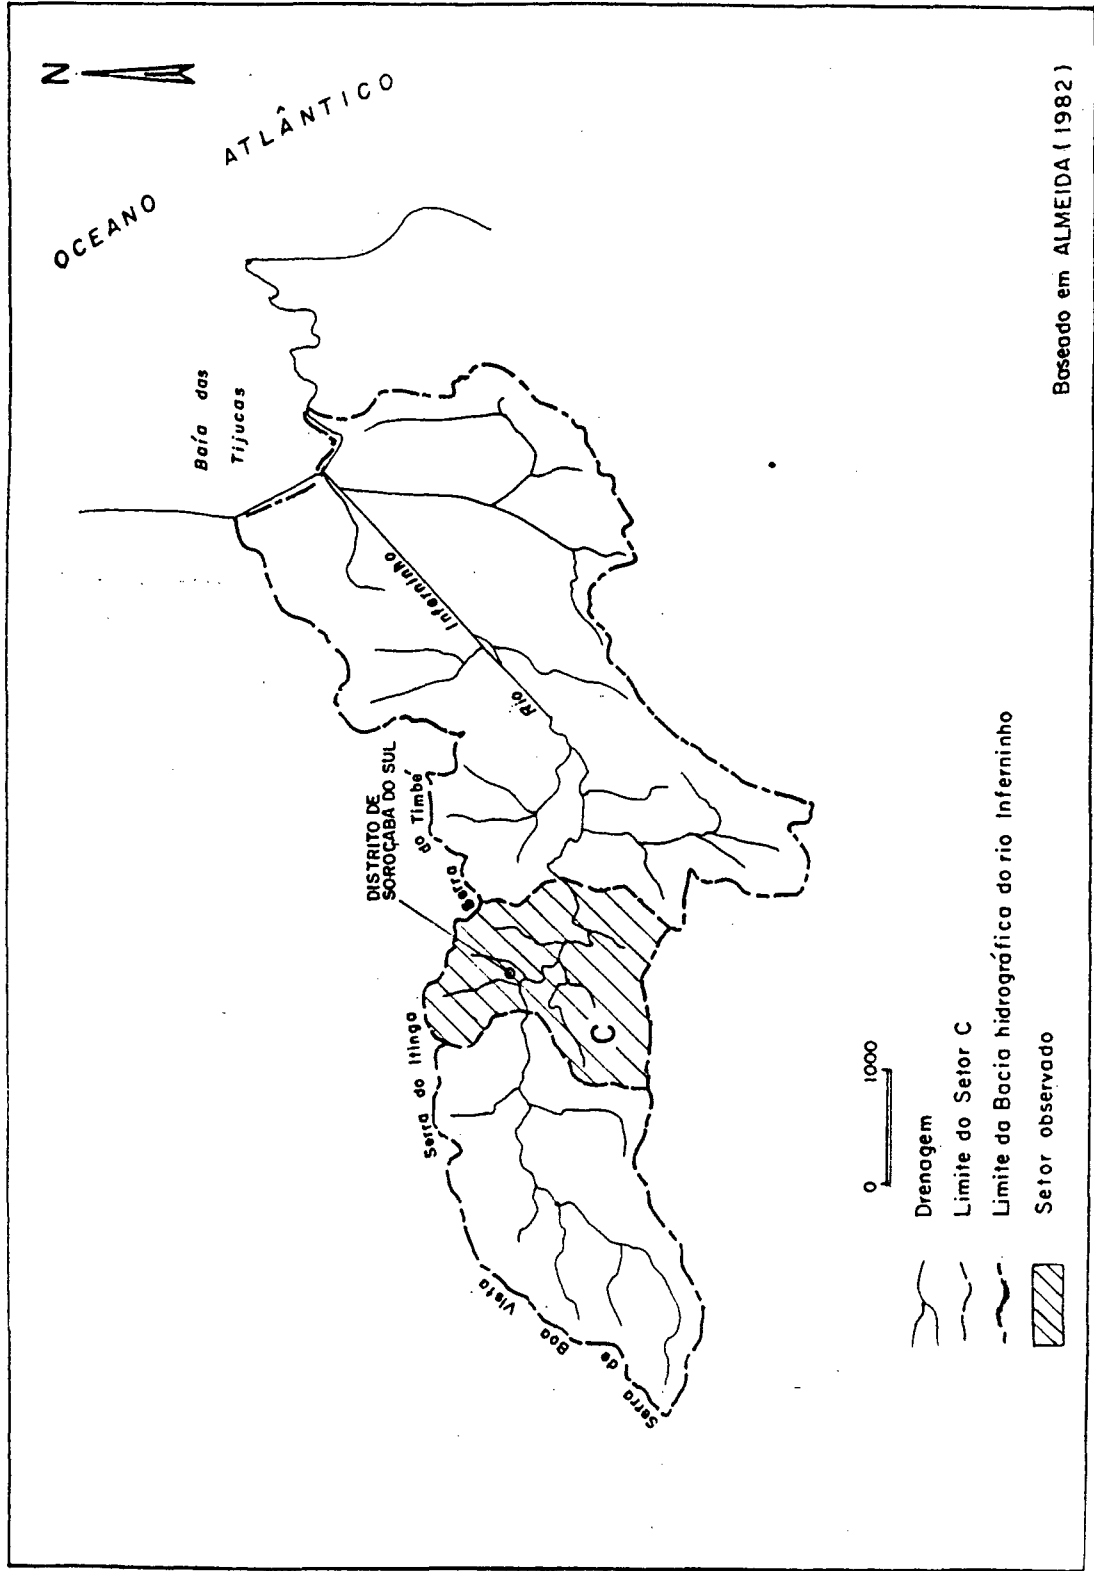 N
OCEANO ATLÂNTICO
Baía das
Tijucas
DISTRITO DE
SOROÇABA DO SUL
Serra do Timbé
Serra do Itinga
Serra de Boa Vista
Rio Inferninho
C
0 1000
Drenagem
Limite do Setor C
Limite da Bacia hidrográfica do rio Inferninho
Setor observado
Baseado em ALMEIDA (1982)